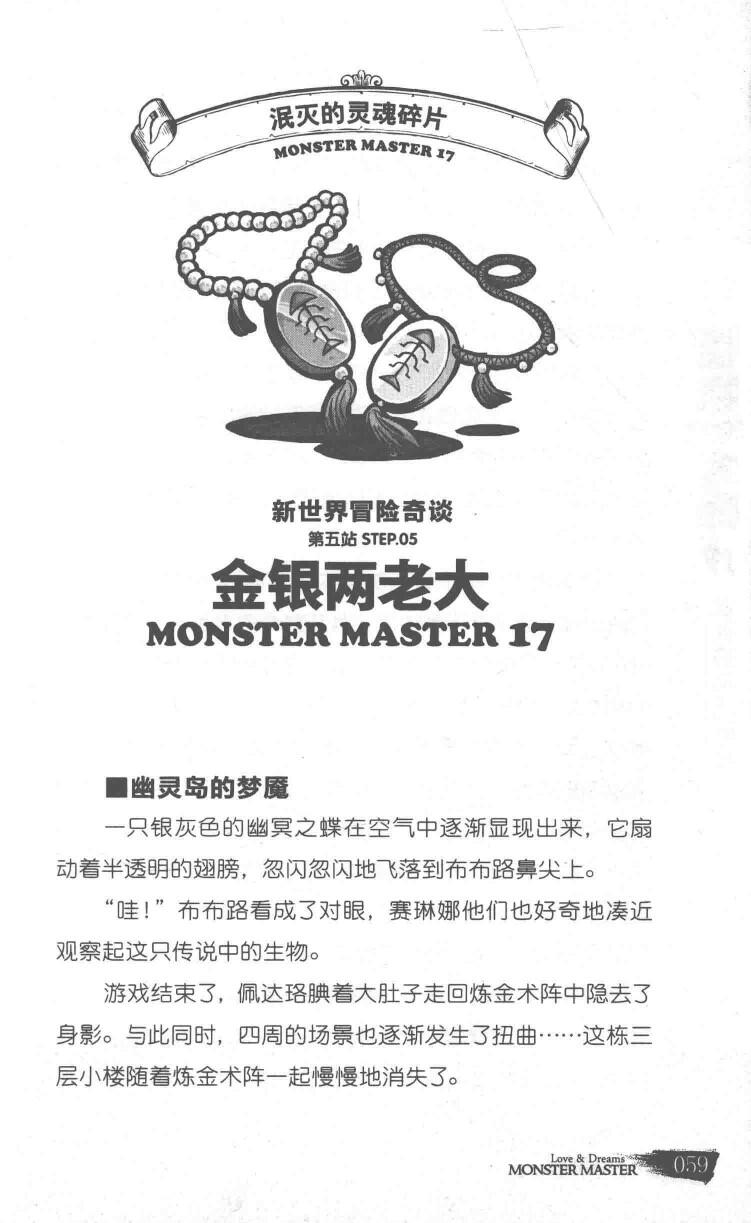 泯灭的灵魂碎片
MONSTER MASTER 17
新世界冒险奇谈
第五站 STEP.05
金银两老大
MONSTER MASTER 17
■幽灵岛的梦魇
一只银灰色的幽冥之蝶在空气中逐渐显现出来，它扇
动着半透明的翅膀，忽闪忽闪地飞落到布布路鼻尖上。
“哇！”布布路看成了对眼，赛琳娜他们也好奇地凑近
观察起这只传说中的生物。
游戏结束了，佩达珞腆着大肚子走回炼金术阵中隐去了
身影。与此同时，四周的场景也逐渐发生了扭曲……这栋三
层小楼随着炼金术阵一起慢慢地消失了。
Love & Dreams
MONSTER MASTER
059